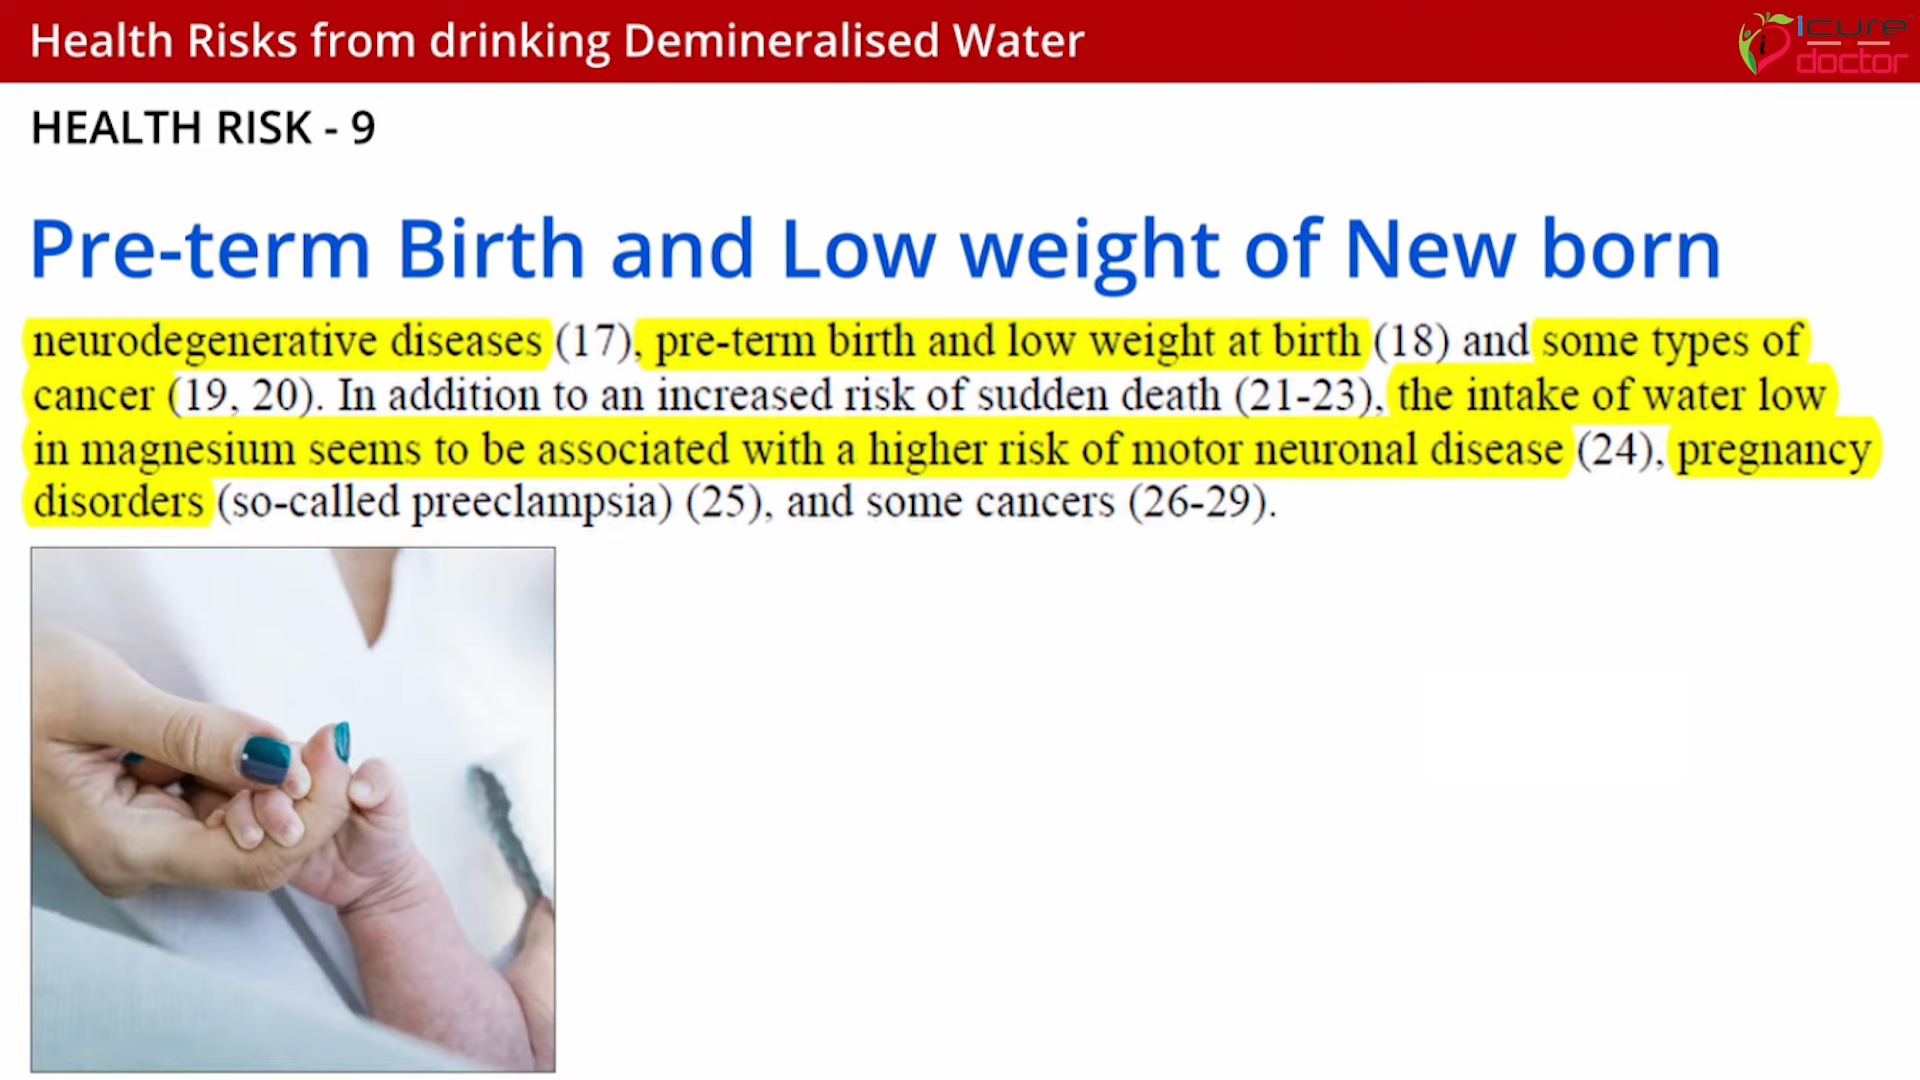 Health Risks from drinking Demineralised Water
icure
doctor
HEALTH RISK - 9
Pre-term Birth and Low weight of New born
neurodegenerative diseases (17), pre-term birth and low weight at birth (18) and some types of
cancer (19, 20). In addition to an increased risk of sudden death (21-23), the intake of water low
in magnesium seems to be associated with a higher risk of motor neuronal disease (24), pregnancy
disorders (so-called preeclampsia) (25), and some cancers (26-29).